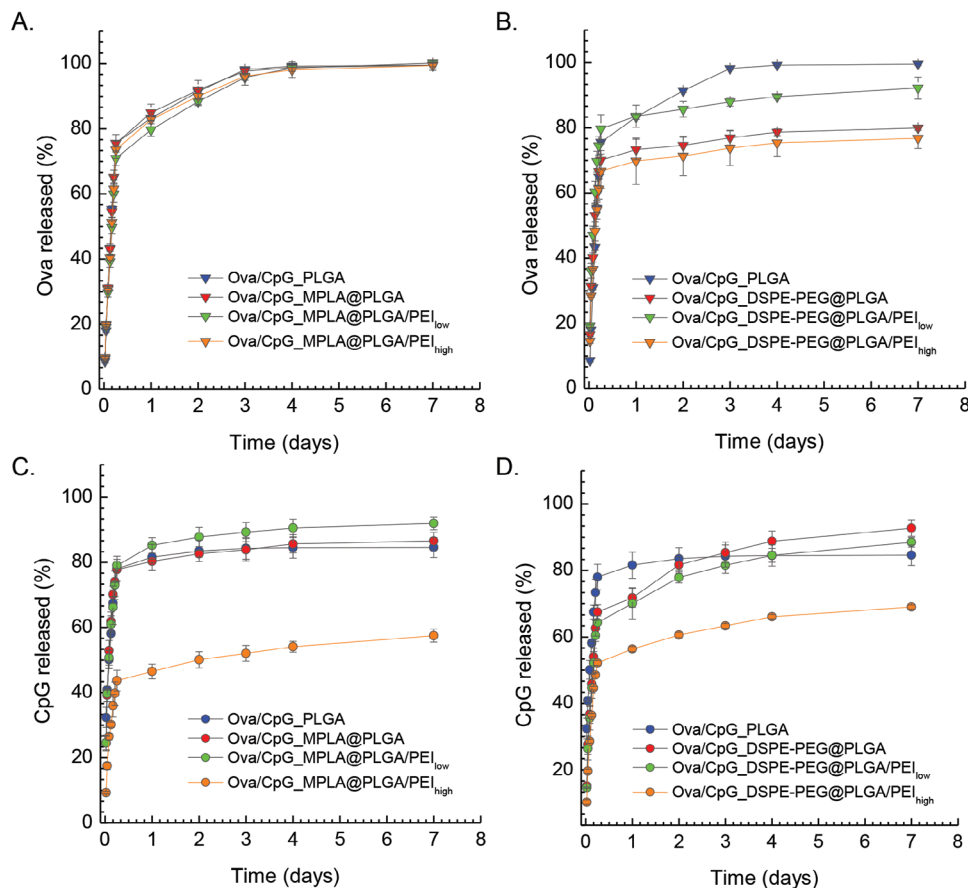 A.
100
80
60
40
20
0
Ova released (%)
Ova/CpG_PLGA
Ova/CpG_MPLA@PLGA
Ova/CpG_MPLA@PLGA/PEIlow
Ova/CpG_MPLA@PLGA/PEIhigh
0 1 2 3 4 5 6 7 8
Time (days)
B.
100
80
60
40
20
0
Ova released (%)
Ova/CpG_PLGA
Ova/CpG_DSPE-PEG@PLGA
Ova/CpG_DSPE-PEG@PLGA/PEIlow
Ova/CpG_DSPE-PEG@PLGA/PEIhigh
0 1 2 3 4 5 6 7 8
Time (days)
C.
100
80
60
40
20
0
CpG released (%)
Ova/CpG_PLGA
Ova/CpG_MPLA@PLGA
Ova/CpG_MPLA@PLGA/PEIlow
Ova/CpG_MPLA@PLGA/PEIhigh
0 1 2 3 4 5 6 7 8
Time (days)
D.
100
80
60
40
20
CpG released (%)
Ova/CpG_PLGA
Ova/CpG_DSPE-PEG@PLGA
Ova/CpG_DSPE-PEG@PLGA/PEIlow
Ova/CpG_DSPE-PEG@PLGA/PEIhigh
0 1 2 3 4 5 6 7 8
Time (days)